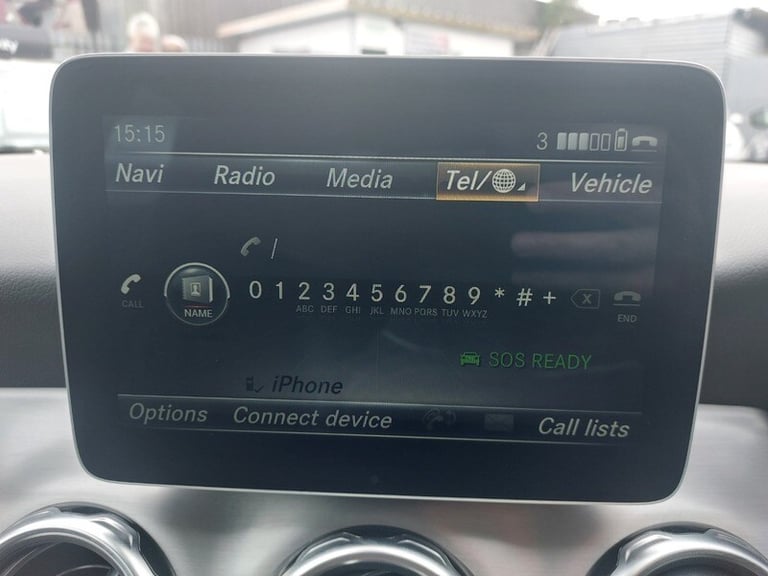 15:15 3
Navi Radio Media Tel/ Vehicle
/
CALL NAME 0 1 2 3 4 5 6 7 8 9 * # + X END
ABC DEF GHI JKL MNO PQRS TUV WXYZ
SOS READY
iPhone
Options Connect device Call lists